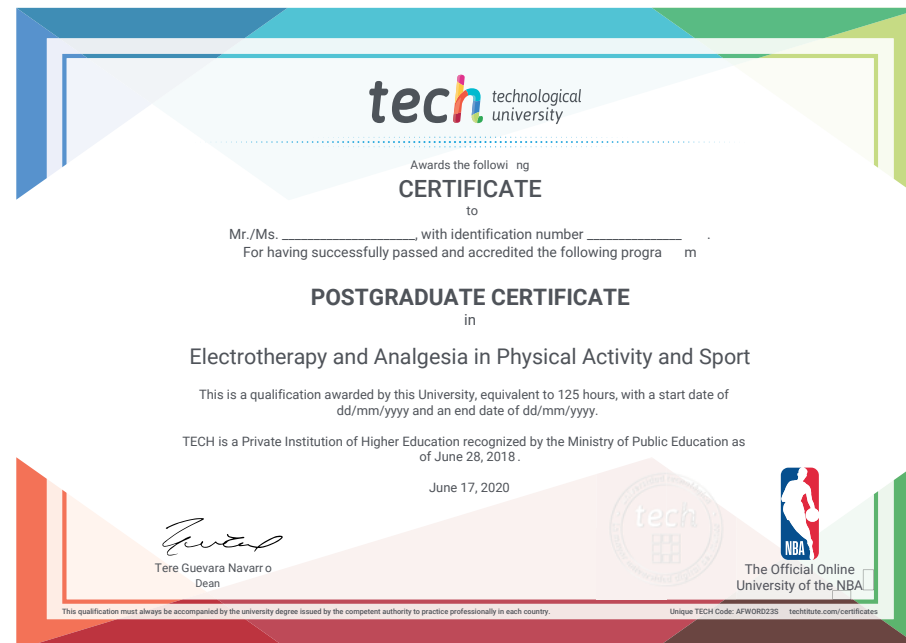 tech technological
university
Awards the followi ng
CERTIFICATE
to
Mr./Ms. _____________________, with identification number _______________ .
For having successfully passed and accredited the following progra m
POSTGRADUATE CERTIFICATE
in
Electrotherapy and Analgesia in Physical Activity and Sport
This is a qualification awarded by this University, equivalent to 125 hours, with a start date of
dd/mm/yyyy and an end date of dd/mm/yyyy.
TECH is a Private Institution of Higher Education recognized by the Ministry of Public Education as
of June 28, 2018 .
June 17, 2020
tech
NBA
Tere Guevara Navarr o
Dean
The Official Online
University of the NBA
This qualification must always be accompanied by the university degree issued by the competent authority to practice professionally in each country.
Unique TECH Code: AFWORD23S techtitute.com/certificates